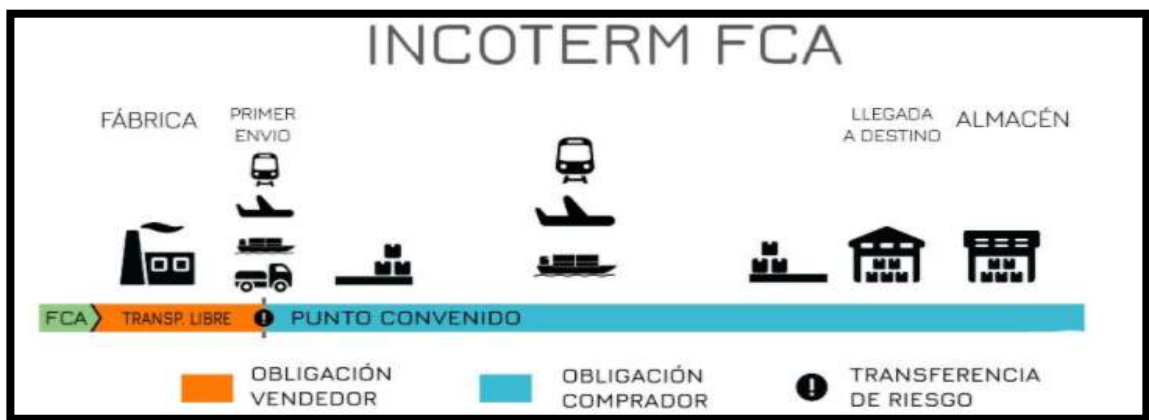 INCOTERM FCA
FÁBRICA
PRIMER
ENVIO
LLEGADA
A DESTINO
ALMACÉN
FCA
TRANSP. LIBRE
PUNTO CONVENIDO
OBLIGACIÓN
VENDEDOR
OBLIGACIÓN
COMPRADOR
TRANSFERENCIA
DE RIESGO